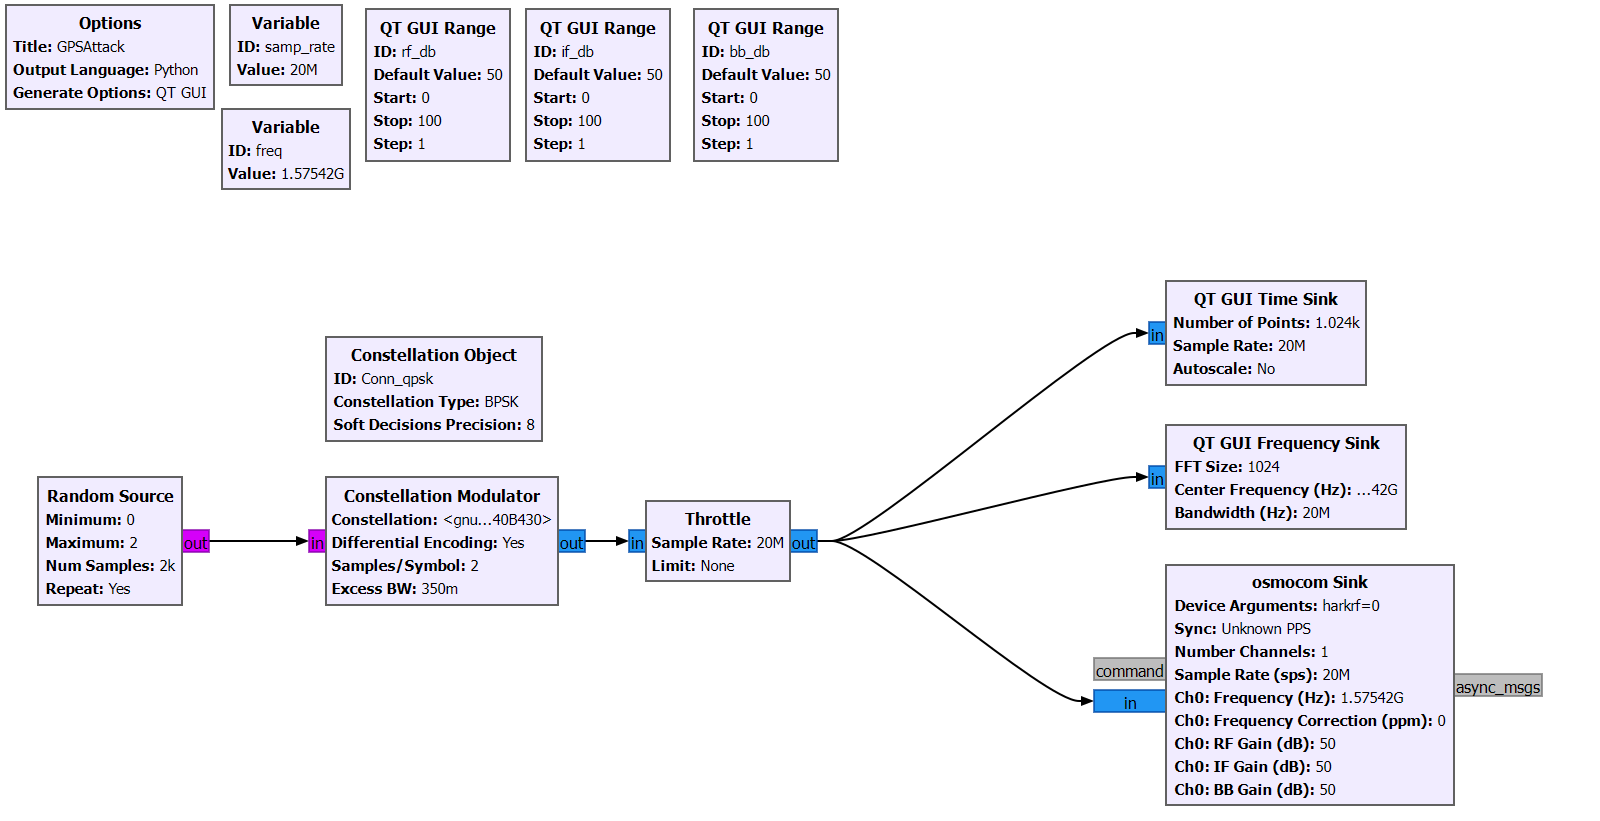 Options
Title: GPSAttack
Output Language: Python
Generate Options: QT GUI
Variable
ID: samp_rate
Value: 20M
Variable
ID: freq
Value: 1.57542G
QT GUI Range
ID: rf_db
Default Value: 50
Start: 0
Stop: 100
Step: 1
QT GUI Range
ID: if_db
Default Value: 50
Start: 0
Stop: 100
Step: 1
QT GUI Range
ID: bb_db
Default Value: 50
Start: 0
Stop: 100
Step: 1
Constellation Object
ID: Conn_qpsk
Constellation Type: BPSK
Soft Decisions Precision: 8
Random Source
Minimum: 0
Maximum: 2
Num Samples: 2k
Repeat: Yes
out
in
Constellation Modulator
Constellation: <gnu...40B430>
Differential Encoding: Yes
Samples/Symbol: 2
Excess BW: 350m
out
in
Throttle
Sample Rate: 20M
Limit: None
out
in
QT GUI Time Sink
Number of Points: 1.024k
Sample Rate: 20M
Autoscale: No
in
QT GUI Frequency Sink
FFT Size: 1024
Center Frequency (Hz): ...42G
Bandwidth (Hz): 20M
command
in
osmocom Sink
Device Arguments: harkrf=0
Sync: Unknown PPS
Number Channels: 1
Sample Rate (sps): 20M
Ch0: Frequency (Hz): 1.57542G
Ch0: Frequency Correction (ppm): 0
Ch0: RF Gain (dB): 50
Ch0: IF Gain (dB): 50
Ch0: BB Gain (dB): 50
async_msgs